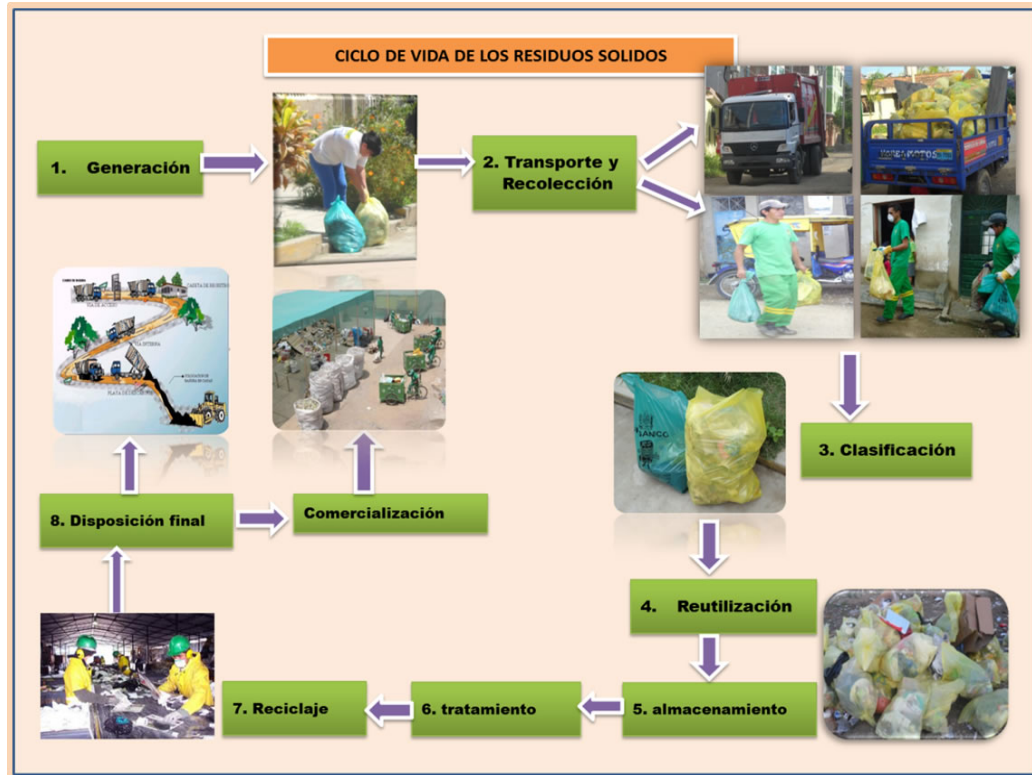 CICLO DE VIDA DE LOS RESIDUOS SOLIDOS
1. Generación
2. Transporte y
Recolección
3. Clasificación
4. Reutilización
5. almacenamiento
6. tratamiento
7. Reciclaje
8. Disposición final
Comercialización